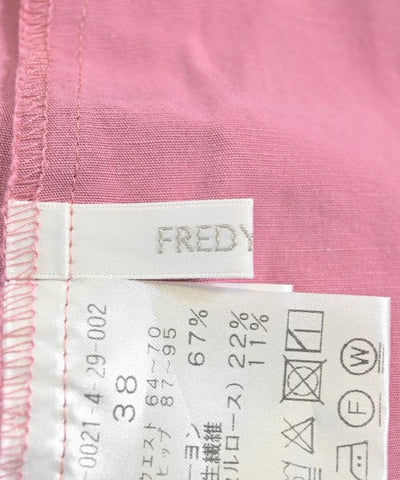 FREDY
-0021-4-29-002
38
ウエスト 64~70
ヒップ 87~95
ーヨン 67%
生繊維
ルロース) 22%
11%
W
F